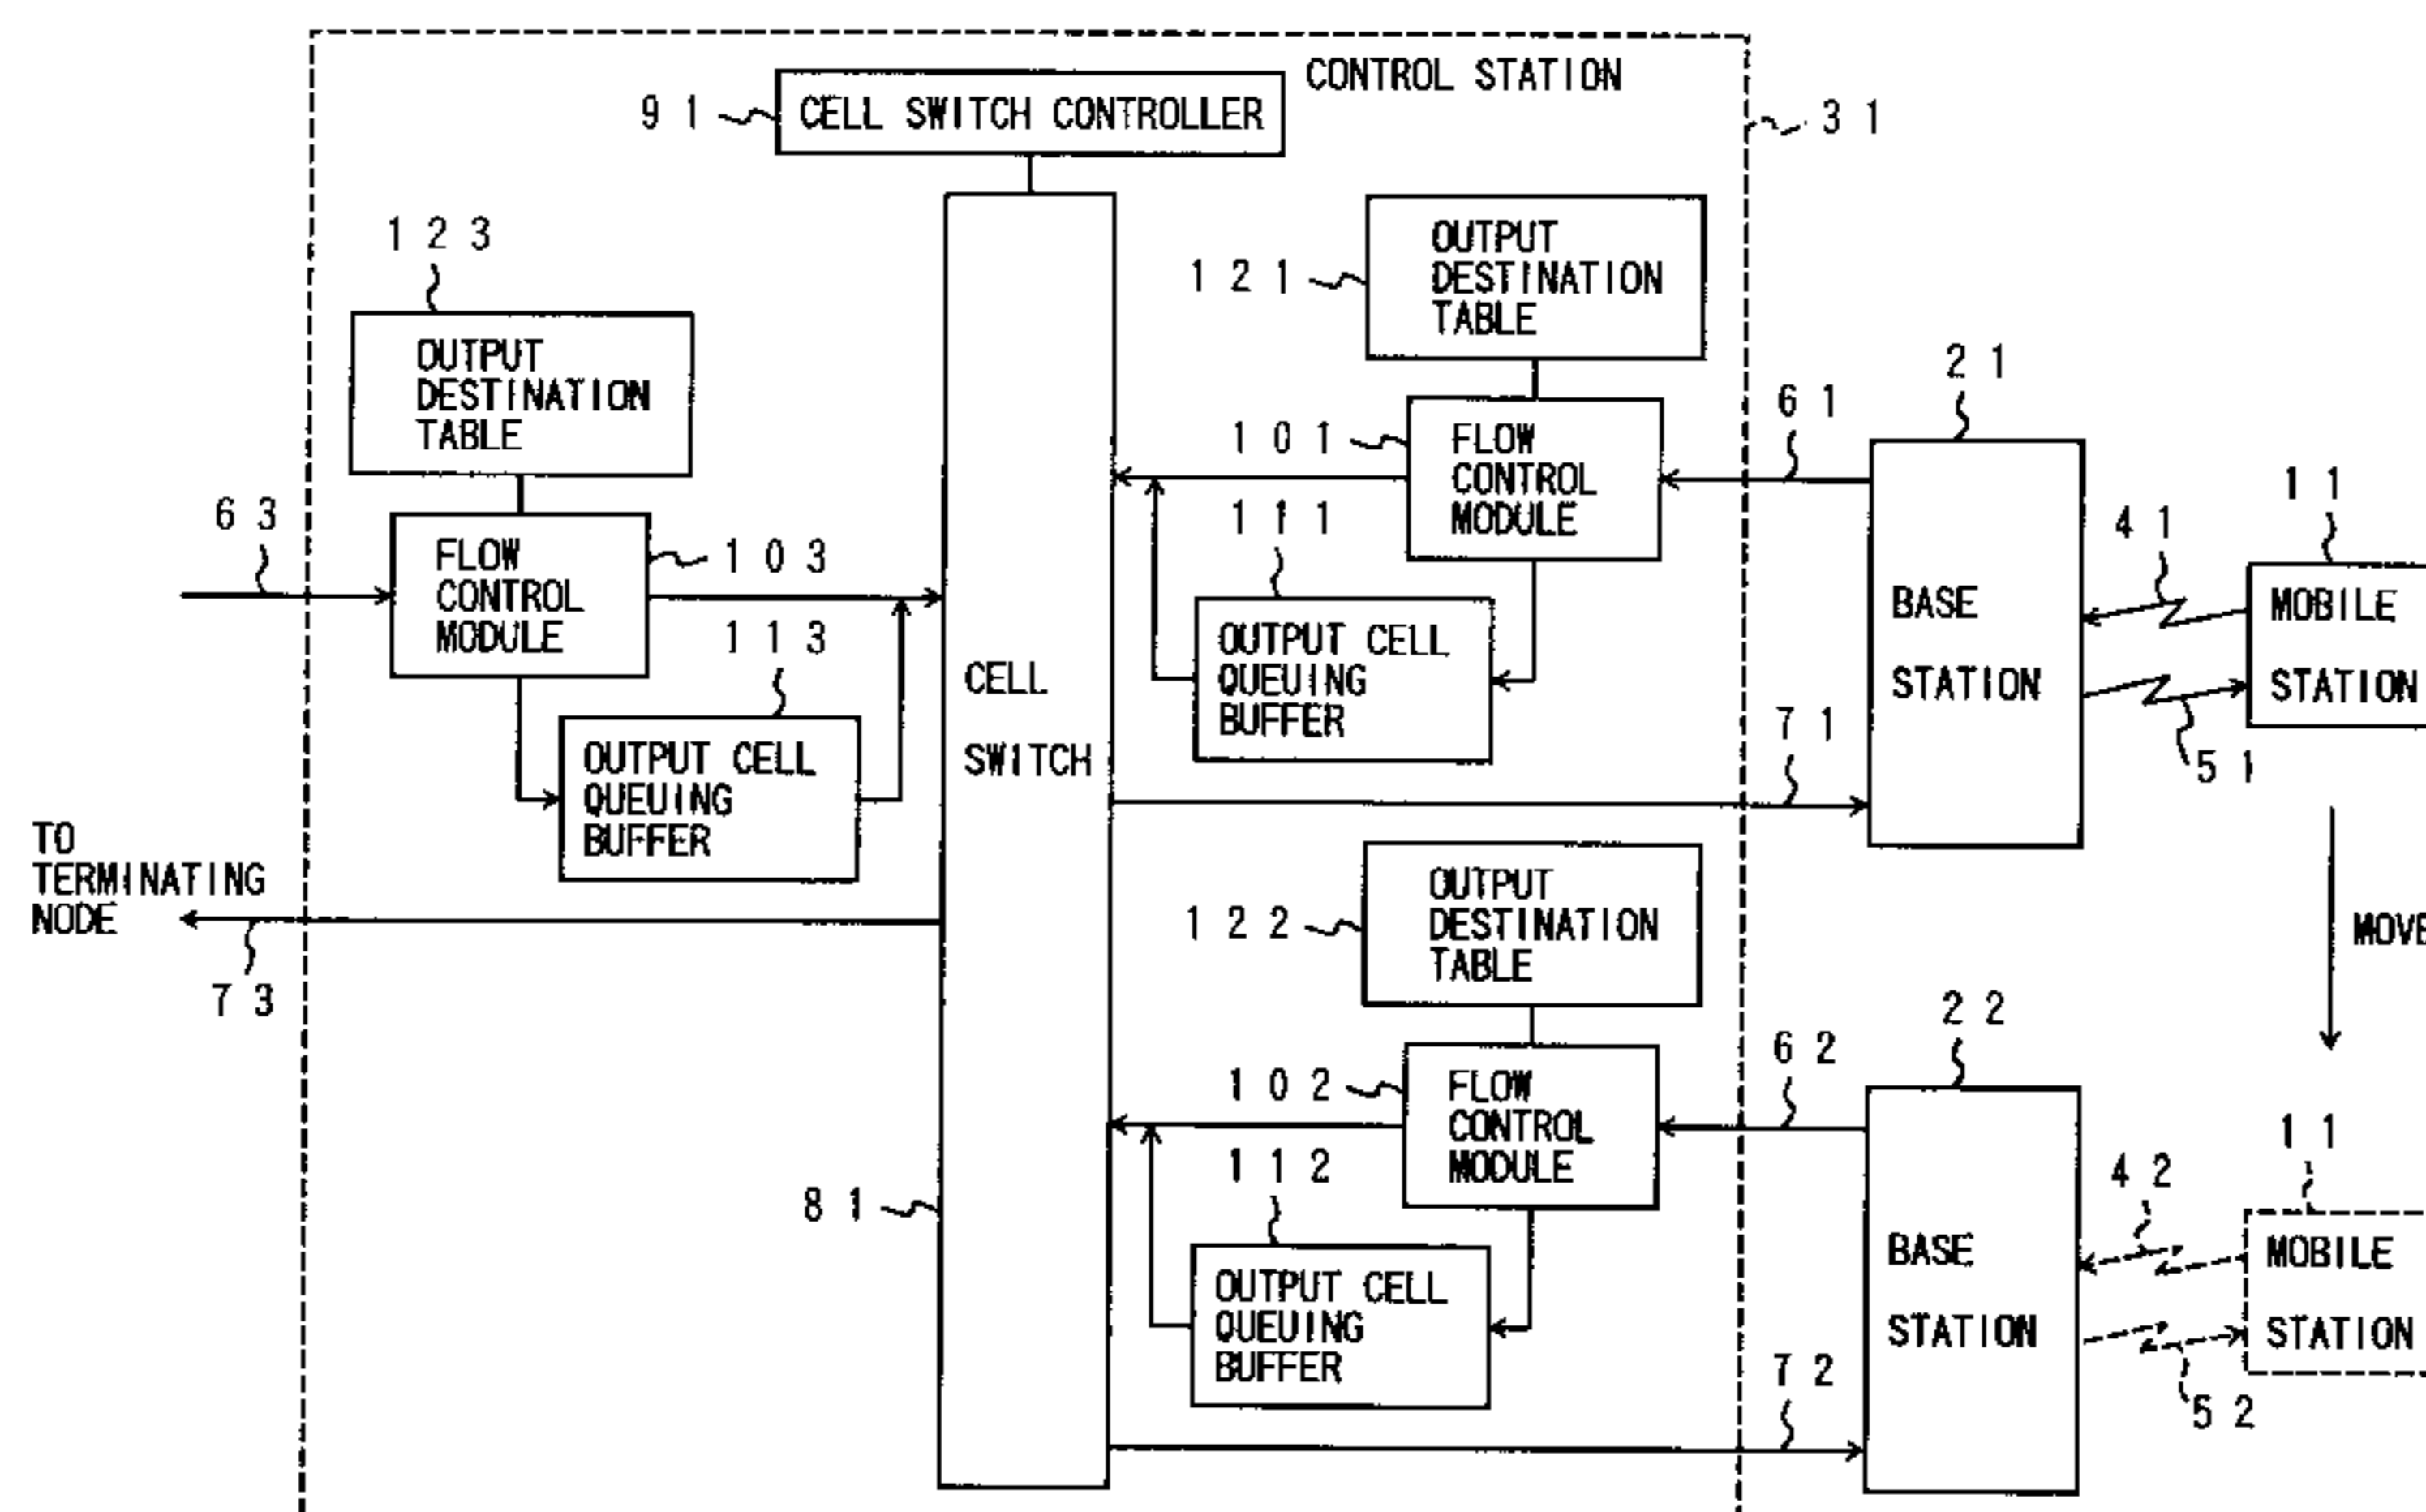 CONTROL STATION
9 1
CELL SWITCH CONTROLLER
3 1
1 2 3
OUTPUT
DESTINATION
TABLE
1 2 1
OUTPUT
DESTINATION
TABLE
6 3
FLOW
CONTROL
MODULE
1 0 3
1 1 3
OUTPUT CELL
QUEUING
BUFFER
CELL
SWITCH
1 0 1
FLOW
CONTROL
MODULE
1 1 1
OUTPUT CELL
QUEUING
BUFFER
6 1
2 1
BASE
STATION
4 1
1 1
MOBILE
STATION
5 1
7 1
TO
TERMINATING
NODE
7 3
1 2 2
OUTPUT
DESTINATION
TABLE
MOVE
8 1
1 0 2
FLOW
CONTROL
MODULE
1 1 2
OUTPUT CELL
QUEUING
BUFFER
6 2
2 2
BASE
STATION
4 2
1 1
MOBILE
STATION
5 2
7 2